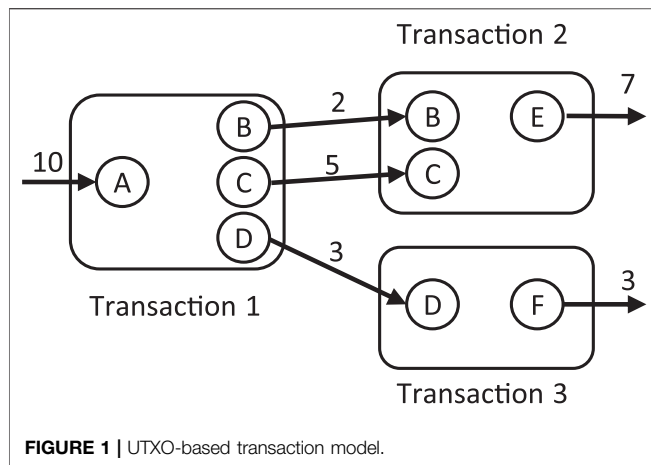 Transaction 2
7
2
B
B
E
10
A
C
5
C
D
3
Transaction 1
D
F
3
Transaction 3
FIGURE 1 | UTXO-based transaction model.